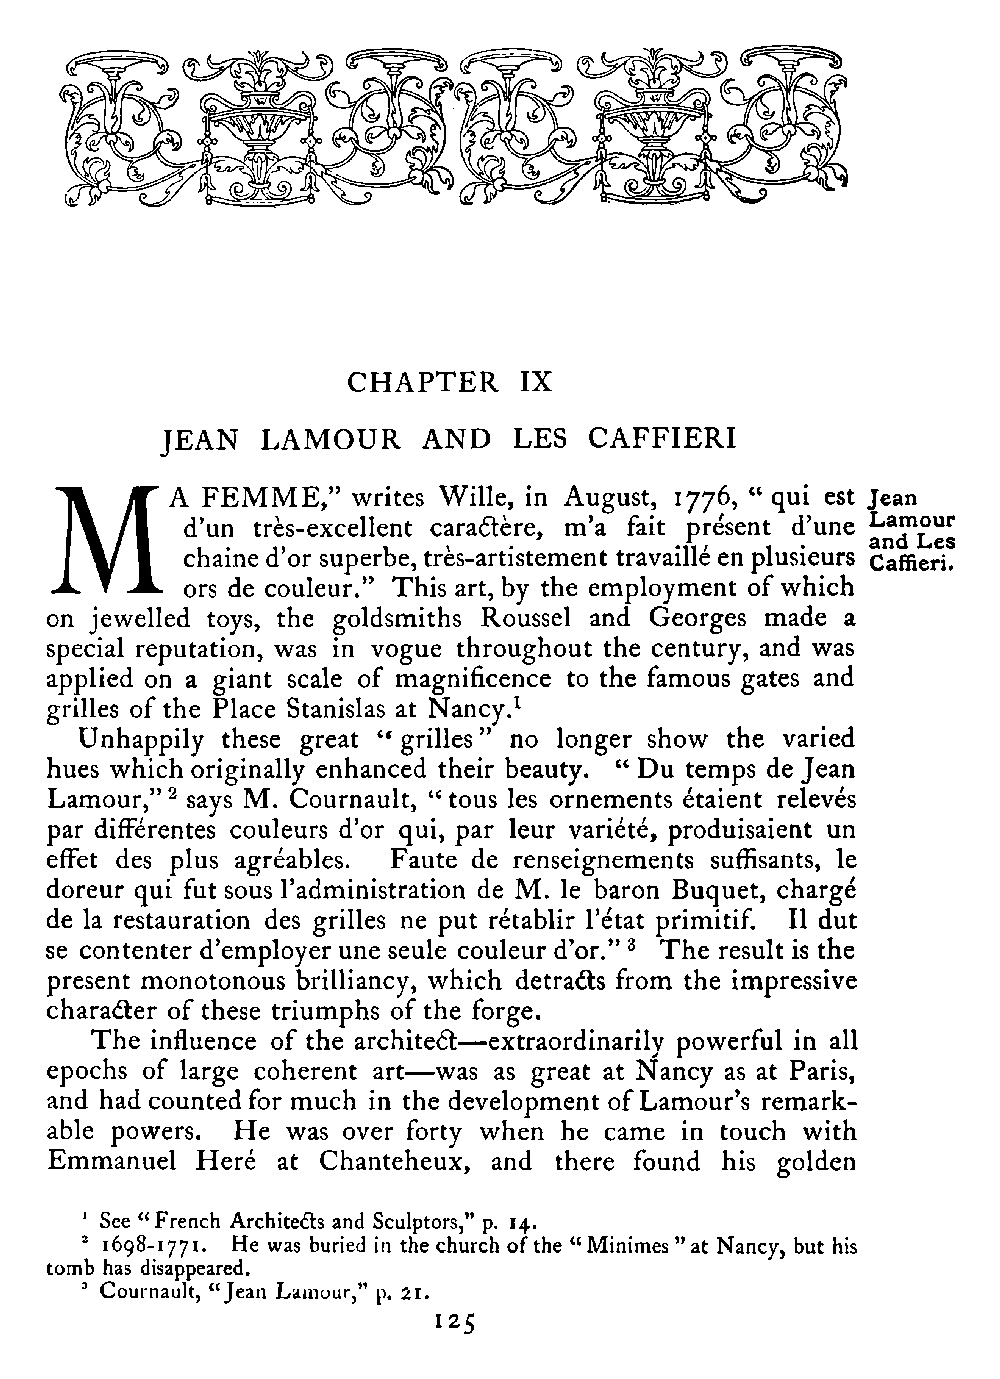 CHAPTER IX
JEAN LAMOUR AND LES CAFFIERI
MA FEMME,” writes Wille, in August, 1776, “ qui est
d'un très-excellent caractère, m'a fait présent d'une
chaine d'or superbe, très-artistement travaillé en plusieurs
ors de couleur.” This art, by the employment of which
on jewelled toys, the goldsmiths Roussel and Georges made a
special reputation, was in vogue throughout the century, and was
applied on a giant scale of magnificence to the famous gates and
grilles of the Place Stanislas at Nancy.¹
Jean
Lamour
and Les
Caffieri.
Unhappily these great “ grilles ” no longer show the varied
hues which originally enhanced their beauty. “ Du temps de Jean
Lamour,” ² says M. Cournault, “ tous les ornements étaient relevés
par différentes couleurs d'or qui, par leur variété, produisaient un
effet des plus agréables. Faute de renseignements suffisants, le
doreur qui fut sous l'administration de M. le baron Buquet, chargé
de la restauration des grilles ne put rétablir l'état primitif. Il dut
se contenter d'employer une seule couleur d'or.” ³ The result is the
present monotonous brilliancy, which detracts from the impressive
character of these triumphs of the forge.
The influence of the architect—extraordinarily powerful in all
epochs of large coherent art—was as great at Nancy as at Paris,
and had counted for much in the development of Lamour's remark-
able powers. He was over forty when he came in touch with
Emmanuel Heré at Chanteheux, and there found his golden
¹ See “ French Architects and Sculptors,” p. 14.
² 1698-1771. He was buried in the church of the “ Minimes ” at Nancy, but his
tomb has disappeared.
³ Cournault, “ Jean Lamour,” p. 21.
125